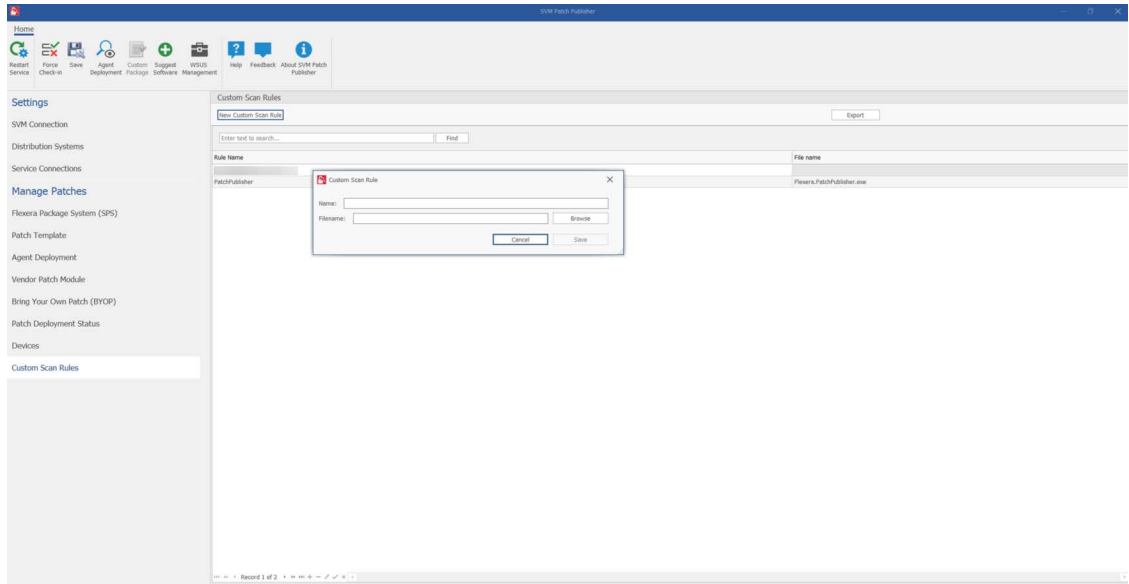 SVM Patch Publisher
Home
Restart Service
Force Check-in
Save
Agent Deployment
Custom Package
Suggest Software
WSUS Management
Help
Feedback
About SVM Patch Publisher
Settings
SVM Connection
Distribution Systems
Service Connections
Manage Patches
Flexera Package System (SPS)
Patch Template
Agent Deployment
Vendor Patch Module
Bring Your Own Patch (BYOP)
Patch Deployment Status
Devices
Custom Scan Rules
Custom Scan Rules
New Custom Scan Rule
Export
Enter text to search...
Find
Rule Name
File name
PatchPublisher
Flexera.PatchPublisher.exe
Custom Scan Rule
Name:
Filename:
Browse
Cancel
Save
Record 1 of 2